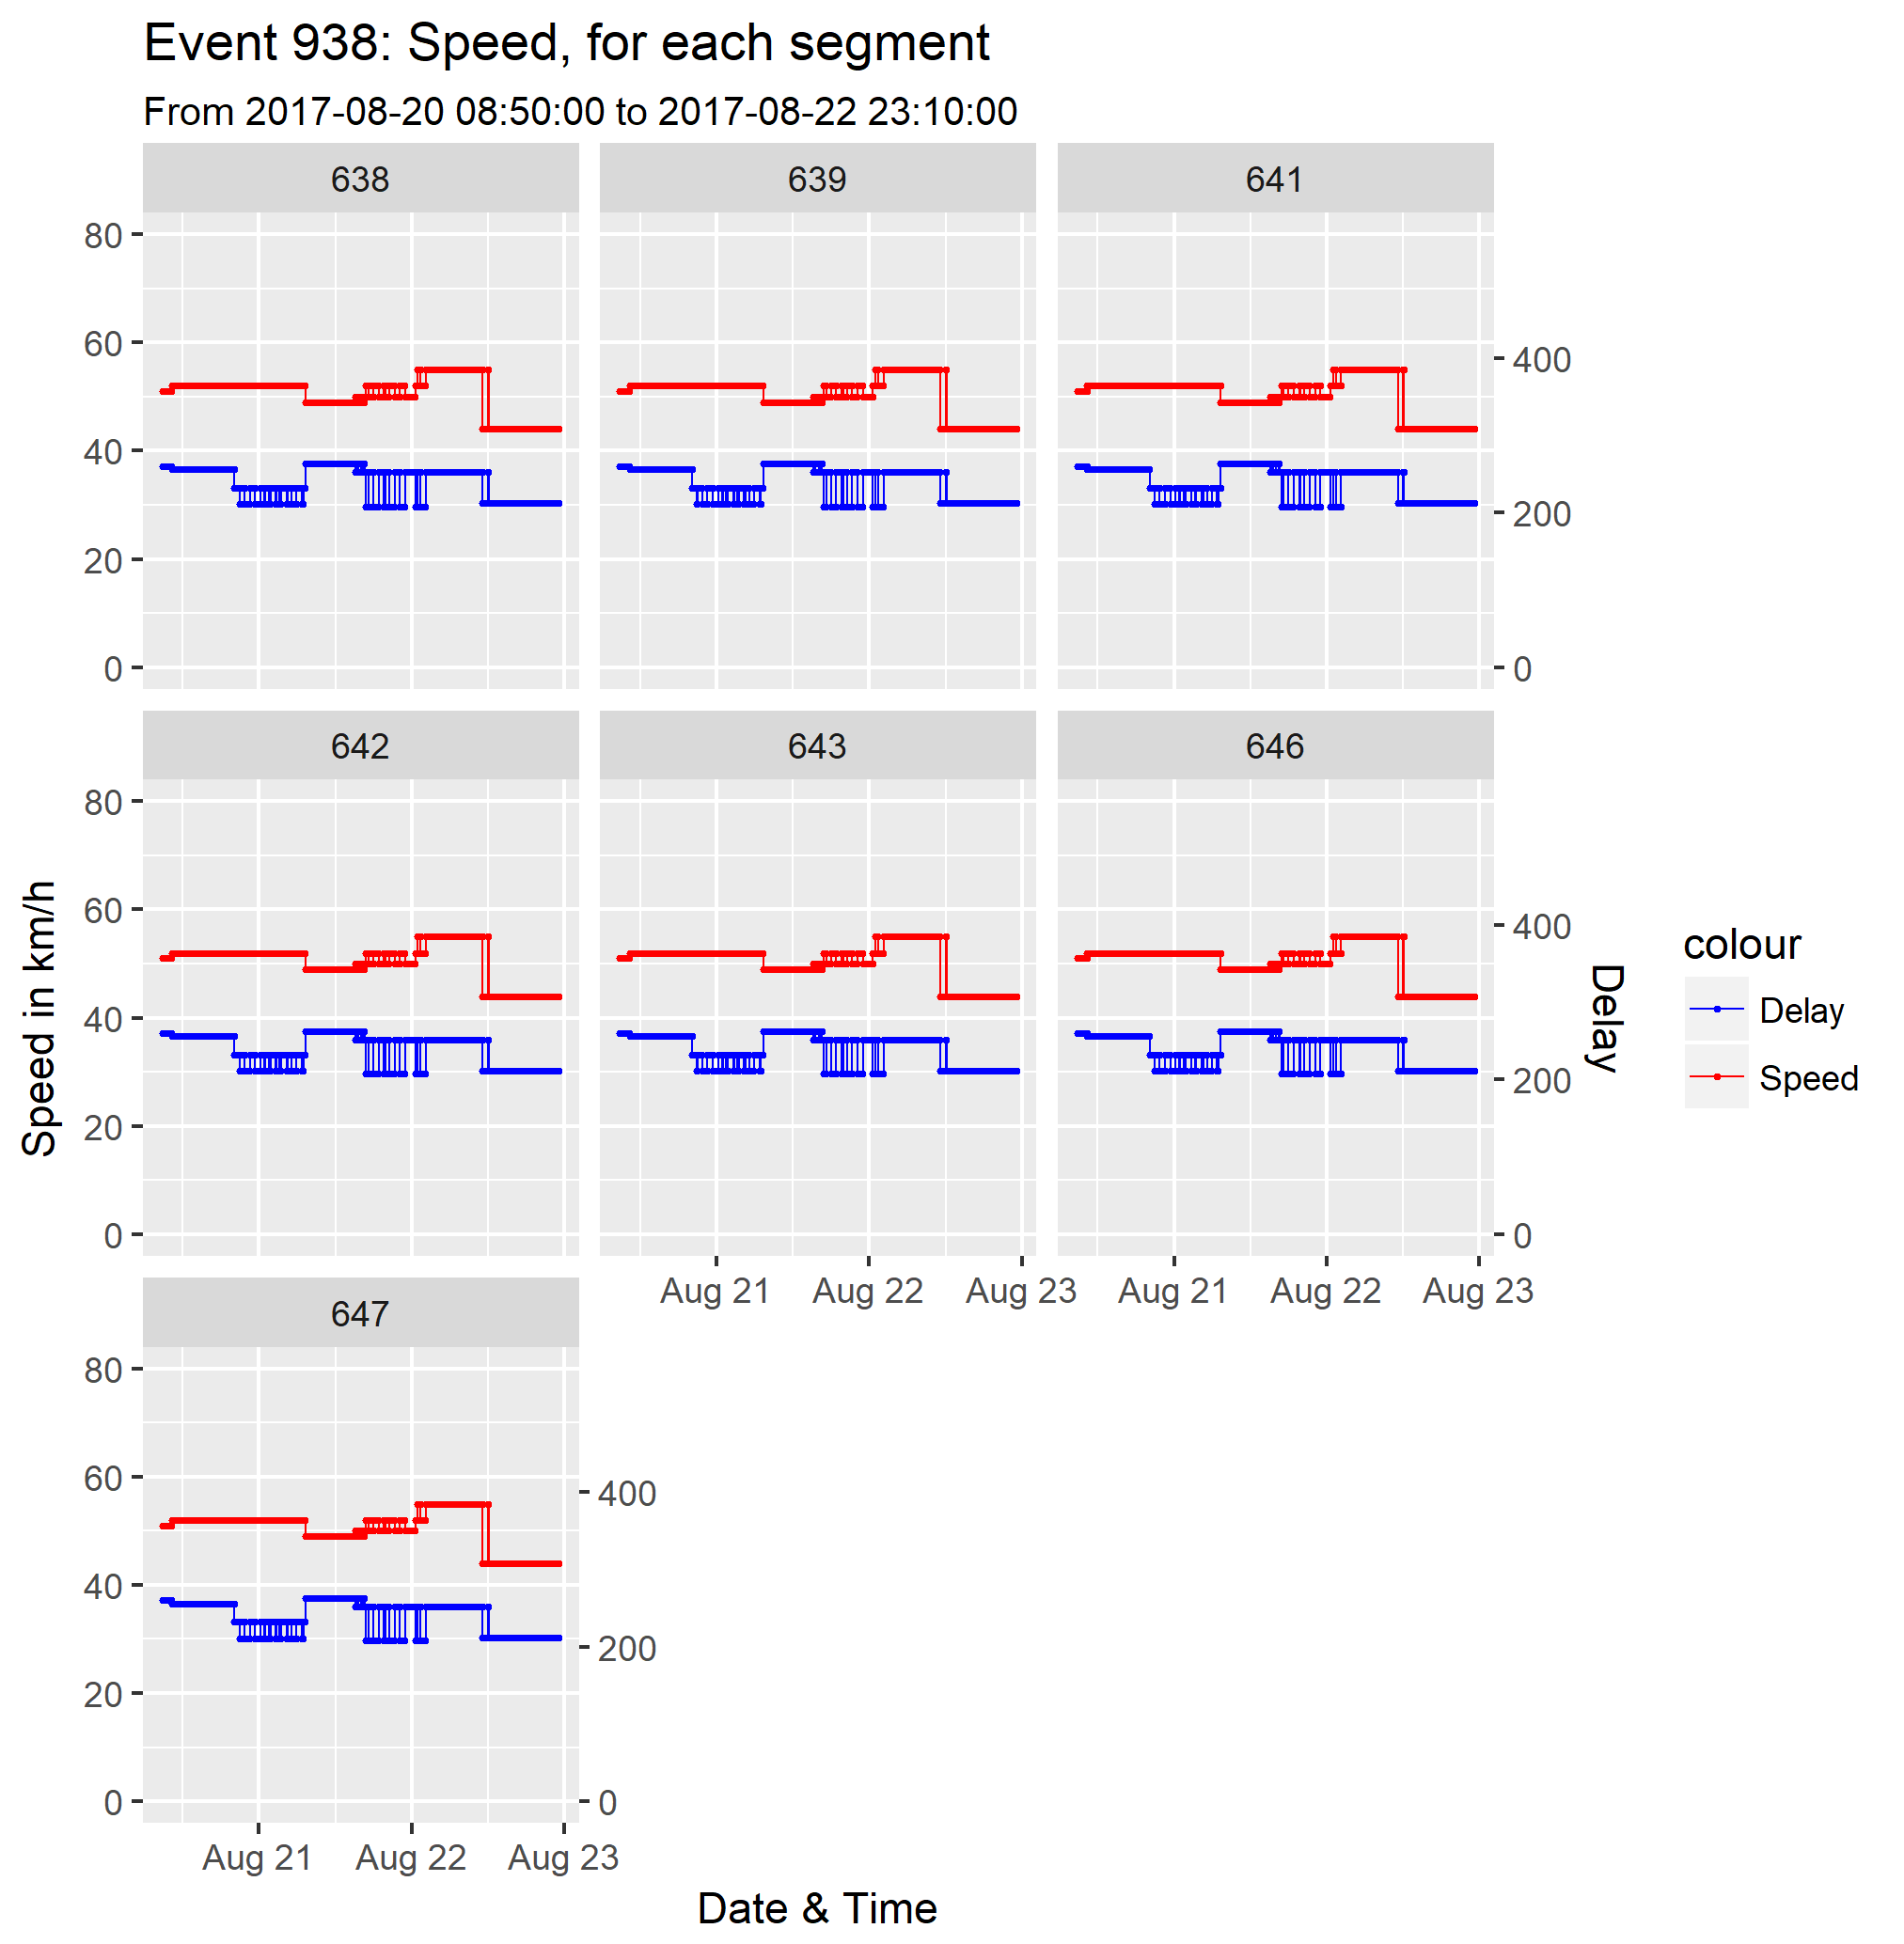 Event 938: Speed, for each segment
From 2017-08-20 08:50:00 to 2017-08-22 23:10:00
638
639
641
80
60
40
20
0
400
200
0
642
643
646
80
60
40
20
0
400
200
0
Aug 21
Aug 22
Aug 23
Aug 21
Aug 22
Aug 23
647
80
60
40
20
0
400
200
0
Aug 21
Aug 22
Aug 23
Date & Time
Speed in km/h
Delay
colour
Delay
Speed